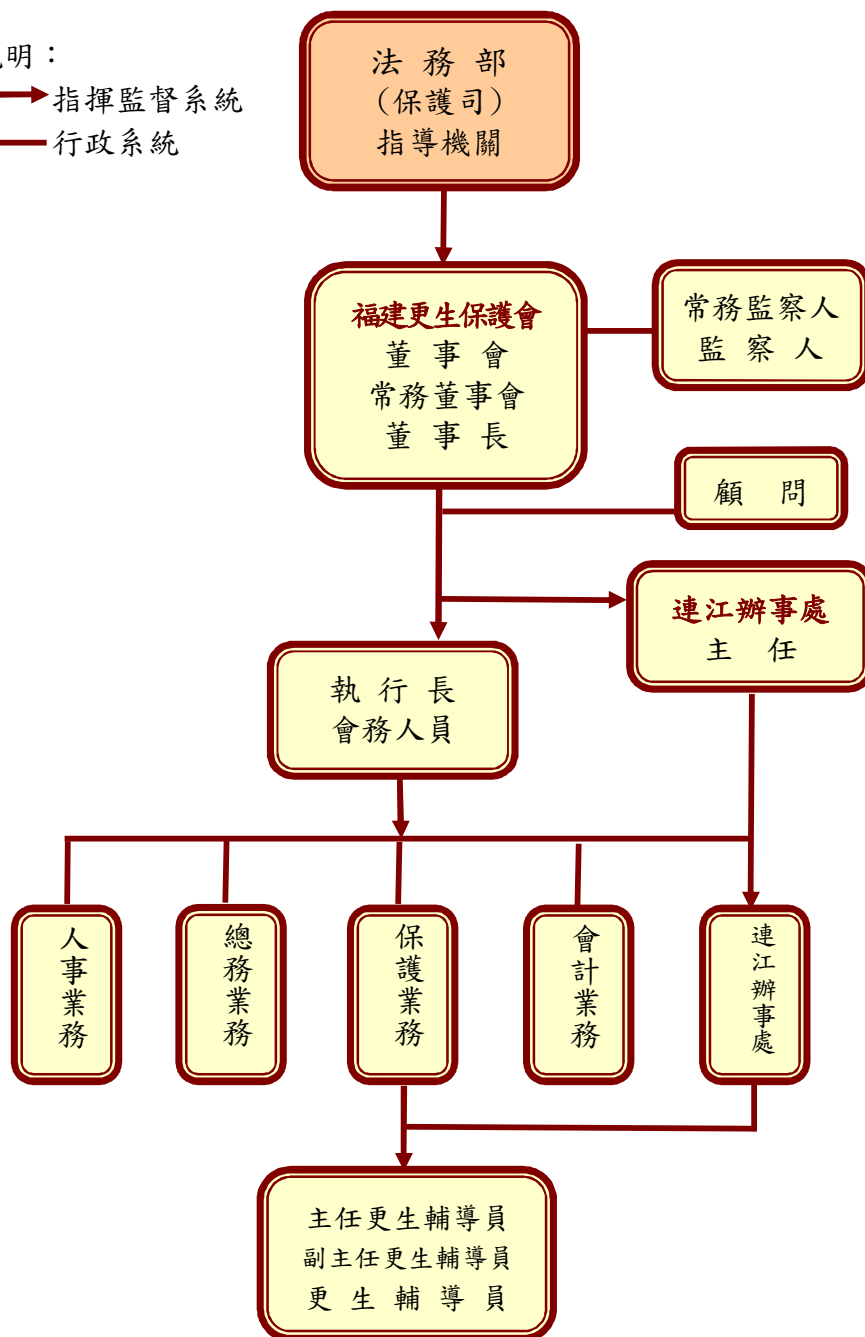 明：
指揮監督系統
行政系統
法務部
(保護司)
指導機關
福建更生保護會
董事會
常務董事會
董事長
常務監察人
監察人
顧問
連江辦事處
主任
執行長
會務人員
人事業務
總務業務
保護業務
會計業務
連江辦事處
主任更生輔導員
副主任更生輔導員
更生輔導員